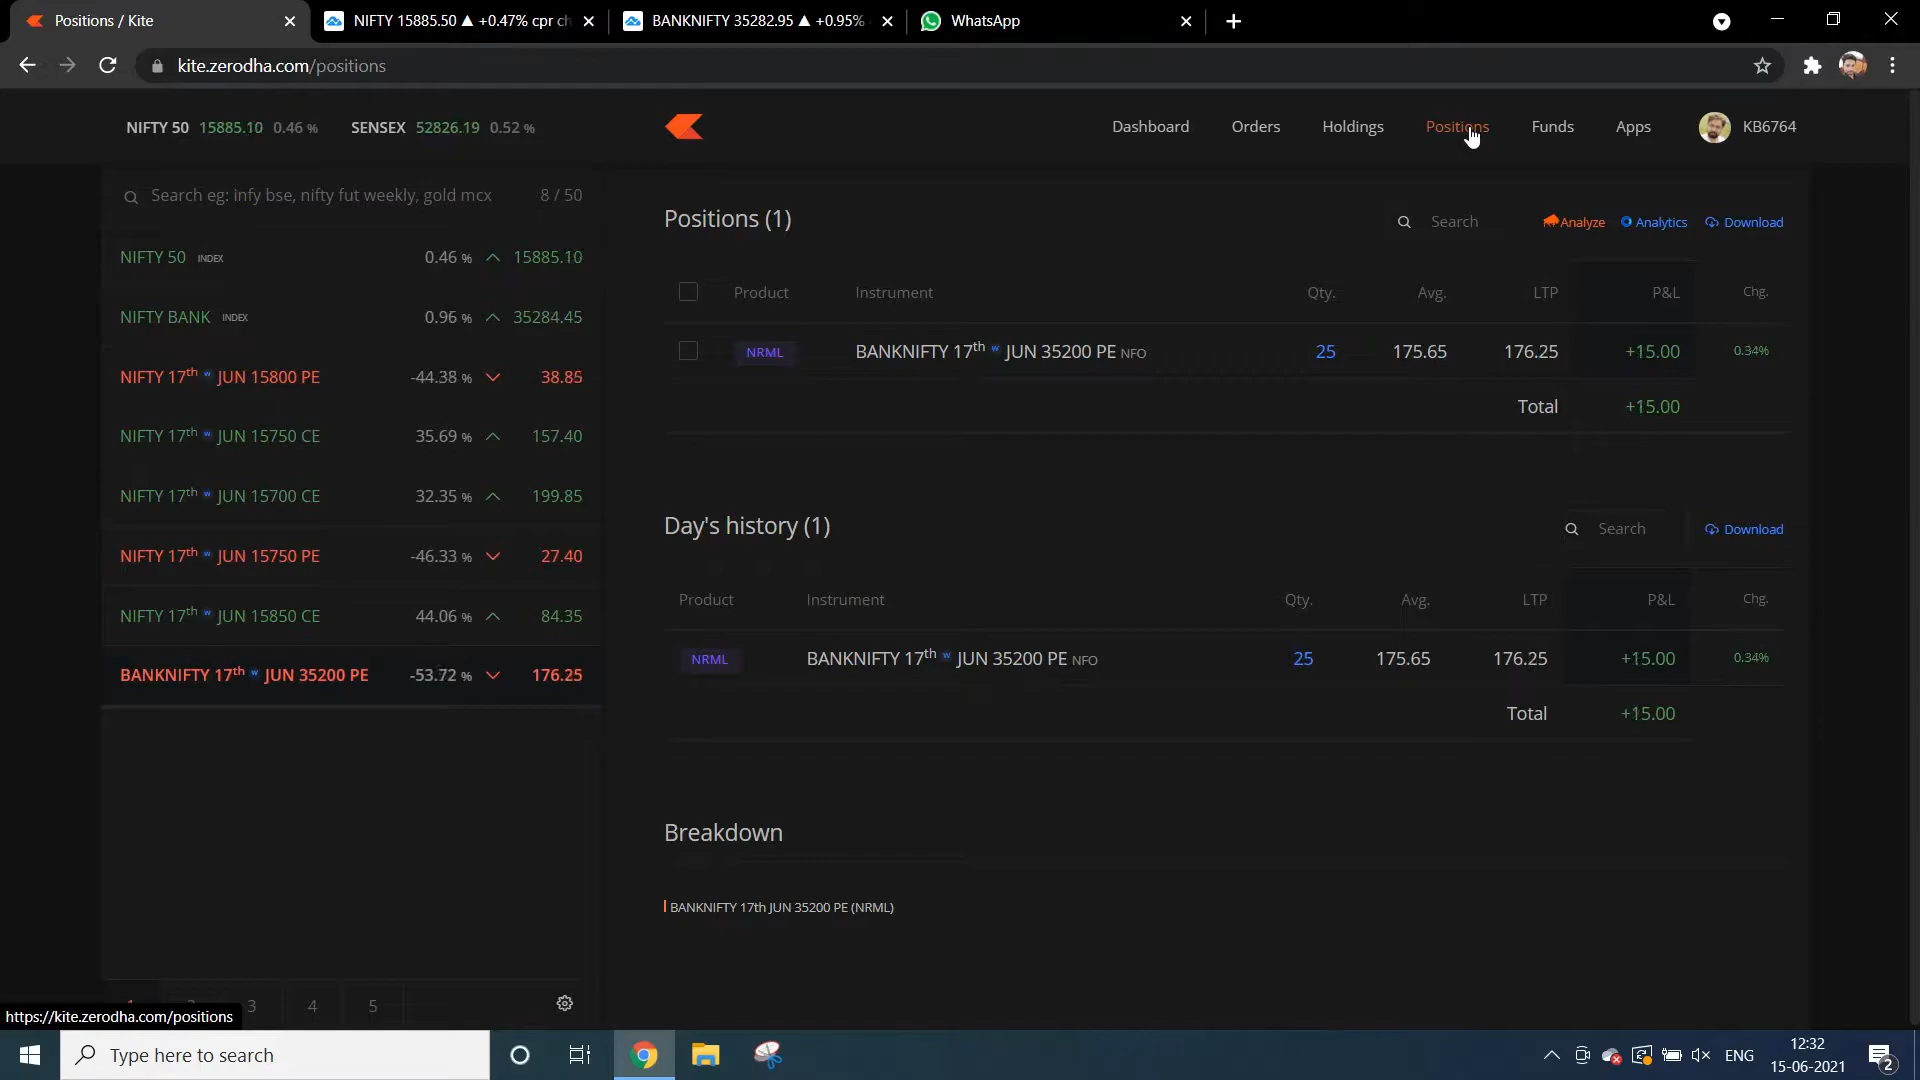 Positions / Kite
NIFTY 15885.50 ▲ +0.47% cpr ch
BANKNIFTY 35282.95 ▲ +0.95%
WhatsApp
kite.zerodha.com/positions
NIFTY 50 15885.10 0.46 %
SENSEX 52826.19 0.52 %
Dashboard
Orders
Holdings
Positions
Funds
Apps
KB6764
Search eg: infy bse, nifty fut weekly, gold mcx 8 / 50
NIFTY 50 INDEX 0.46 % 15885.10
NIFTY BANK INDEX 0.96 % 35284.45
NIFTY 17th w JUN 15800 PE -44.38 % 38.85
NIFTY 17th w JUN 15750 CE 35.69 % 157.40
NIFTY 17th w JUN 15700 CE 32.35 % 199.85
NIFTY 17th w JUN 15750 PE -46.33 % 27.40
NIFTY 17th w JUN 15850 CE 44.06 % 84.35
BANKNIFTY 17th w JUN 35200 PE -53.72 % 176.25
1 2 3 4 5
Positions (1)
Search
Analyze
Analytics
Download
Product Instrument Qty. Avg. LTP P&L Chg.
NRML BANKNIFTY 17th w JUN 35200 PE NFO 25 175.65 176.25 +15.00 0.34%
Total +15.00
Day's history (1)
Search
Download
Product Instrument Qty. Avg. LTP P&L Chg.
NRML BANKNIFTY 17th w JUN 35200 PE NFO 25 175.65 176.25 +15.00 0.34%
Total +15.00
Breakdown
BANKNIFTY 17th JUN 35200 PE (NRML)
https://kite.zerodha.com/positions
Type here to search
ENG
12:32
15-06-2021
2